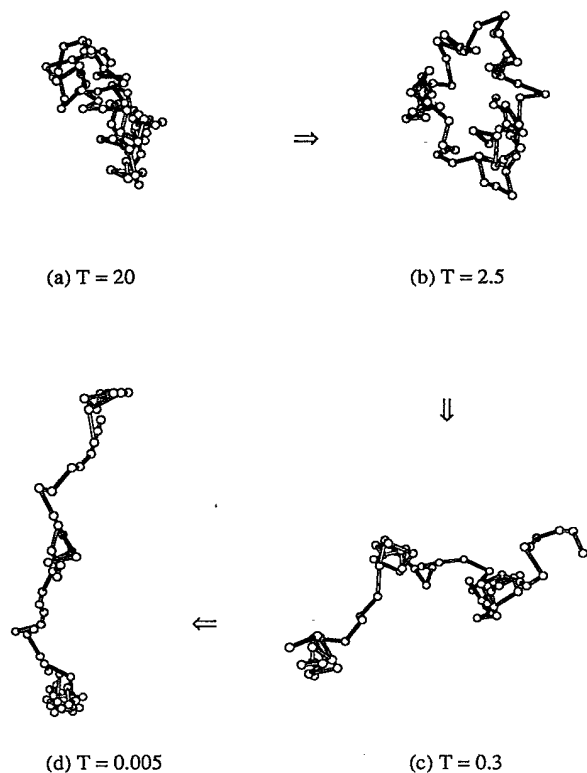 (a) T = 20
(b) T = 2.5
(d) T = 0.005
(c) T = 0.3